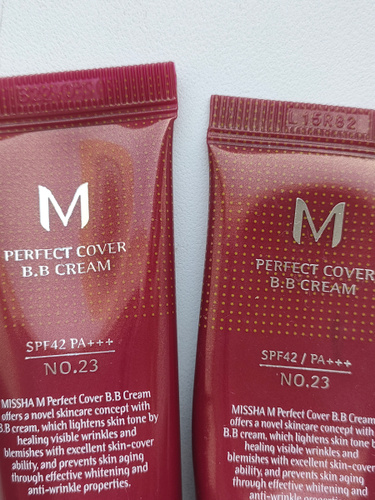 M
PERFECT COVER
B.B CREAM
SPF42 PA+++
NO.23
MISSHA M Perfect Cover B.B Cream
offers a novel skincare concept with
B.B cream, which lightens skin tone by
healing visible wrinkles and
blemishes with excellent skin-cover
ability, and prevents skin aging
through effective whitening and
anti-wrinkle properties.
L15R62
M
PERFECT COVER
B.B CREAM
SPF42 / PA+++
NO.23
MISSHA M Perfect Cover B.B Cream
offers a novel skincare concept with
B.B cream, which lightens skin tone by
healing visible wrinkles and
blemishes with excellent skin-cover
ability, and prevents skin aging
through effective whitening and
anti-wrinkle properties.